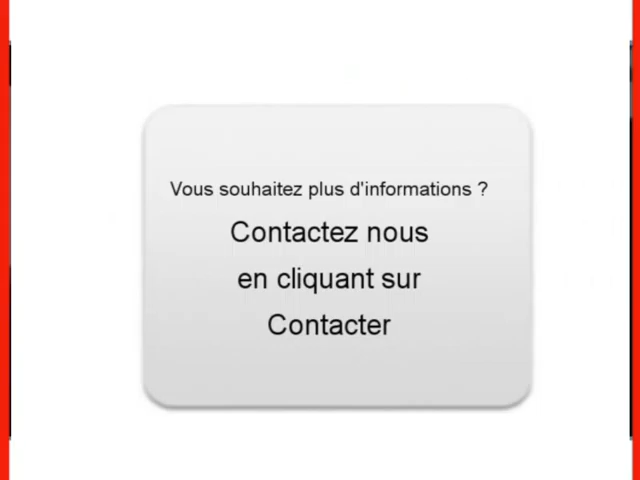 Vous souhaitez plus d'informations ?
Contactez nous
en cliquant sur
Contacter